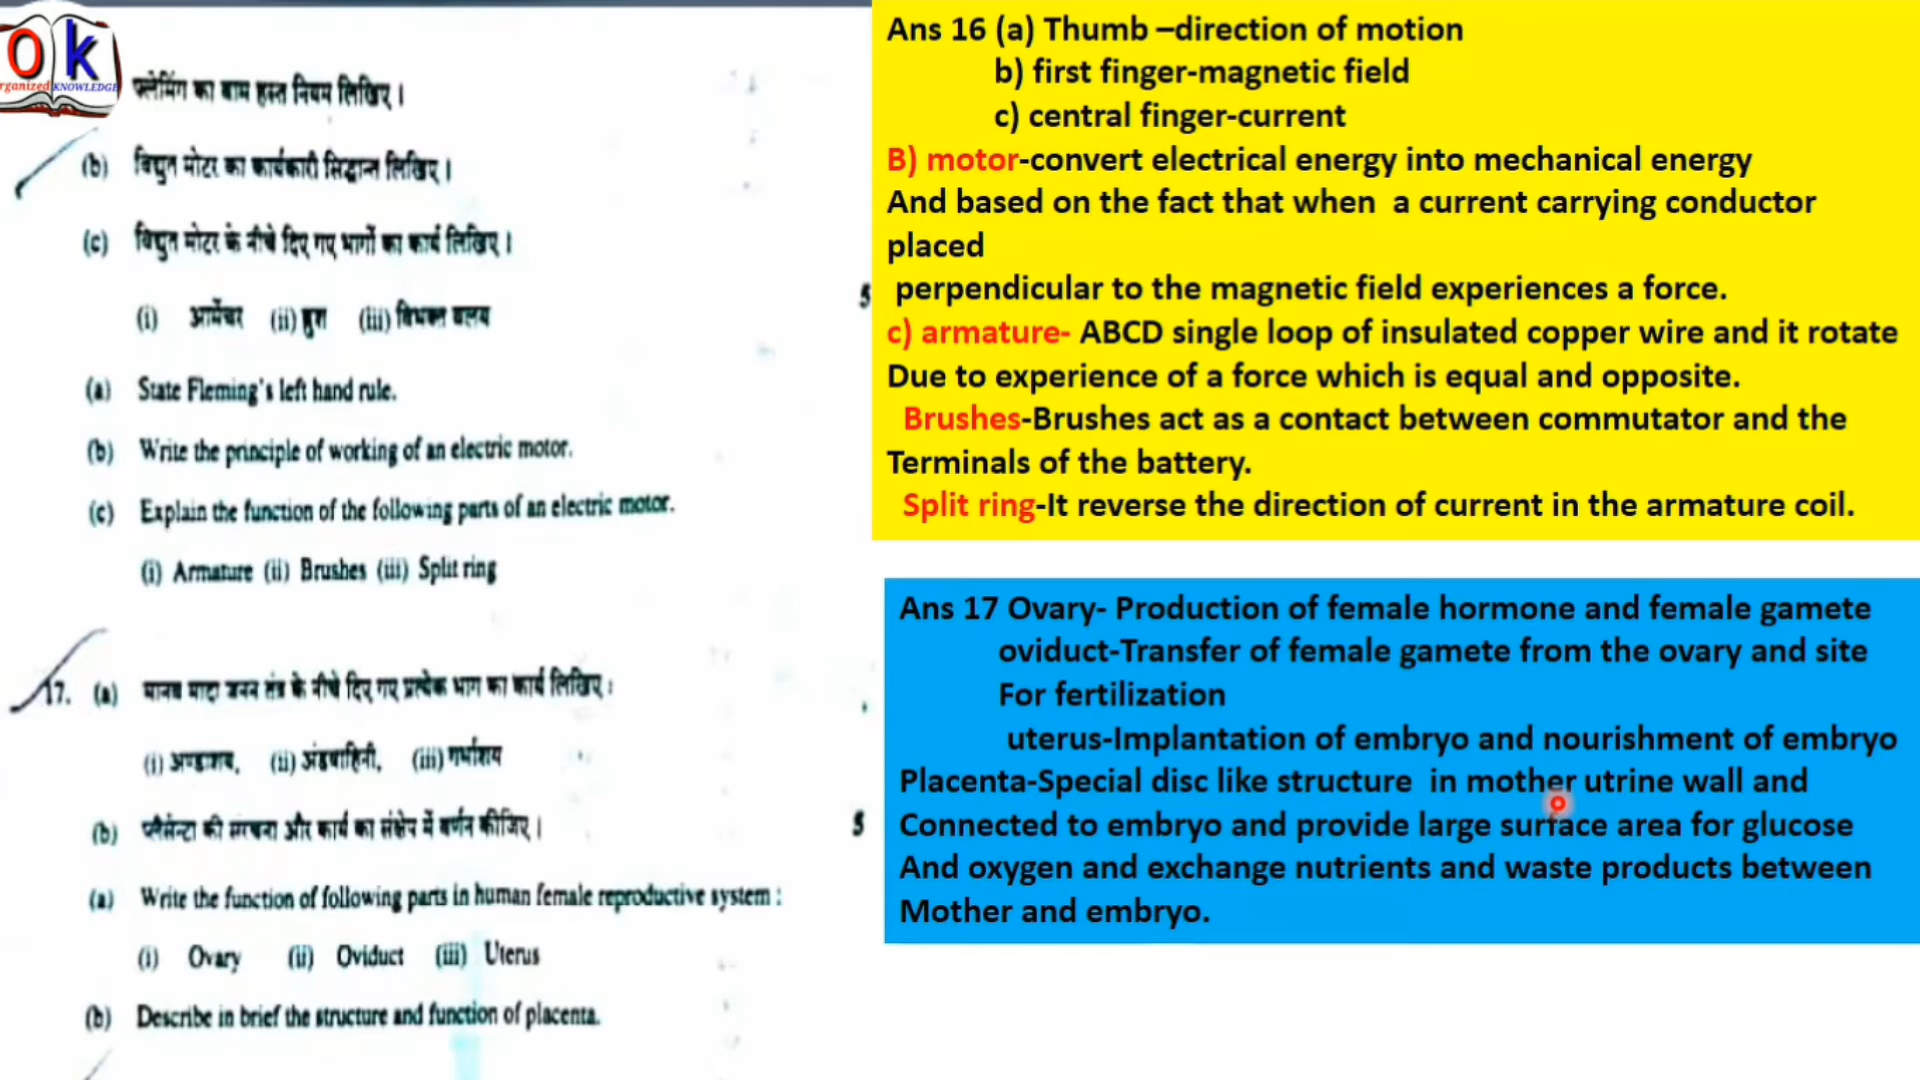 Ok
Organized KNOWLEDGE
फ्लेमिंग का वाम हस्त नियम लिखिए।
(b) विद्युत मोटर का कार्यकारी सिद्धान्त लिखिए।
(c) विद्युत मोटर के नीचे दिए गए भागों का कार्य लिखिए।
5
(i) आर्मेचर (ii) ब्रुश (iii) विभक्त वलय
(a) State Fleming's left hand rule.
(b) Write the principle of working of an electric motor.
(c) Explain the function of the following parts of an electric motor.
(i) Armature (ii) Brushes (iii) Split ring
17. (a) मानव मादा जनन तंत्र के नीचे दिए गए प्रत्येक भाग का कार्य लिखिए:
(i) अण्डाशय, (ii) अंडवाहिनी, (iii) गर्भाशय
(b) प्लैसेन्टा की संरचना और कार्य का संक्षेप में वर्णन कीजिए। 5
(a) Write the function of following parts in human female reproductive system :
(i) Ovary (ii) Oviduct (iii) Uterus
(b) Describe in brief the structure and function of placenta.
Ans 16 (a) Thumb –direction of motion
b) first finger-magnetic field
c) central finger-current
B) motor-convert electrical energy into mechanical energy
And based on the fact that when a current carrying conductor
placed
perpendicular to the magnetic field experiences a force.
c) armature- ABCD single loop of insulated copper wire and it rotate
Due to experience of a force which is equal and opposite.
Brushes-Brushes act as a contact between commutator and the
Terminals of the battery.
Split ring-It reverse the direction of current in the armature coil.
Ans 17 Ovary- Production of female hormone and female gamete
oviduct-Transfer of female gamete from the ovary and site
For fertilization
uterus-Implantation of embryo and nourishment of embryo
Placenta-Special disc like structure in mother utrine wall and
Connected to embryo and provide large surface area for glucose
And oxygen and exchange nutrients and waste products between
Mother and embryo.